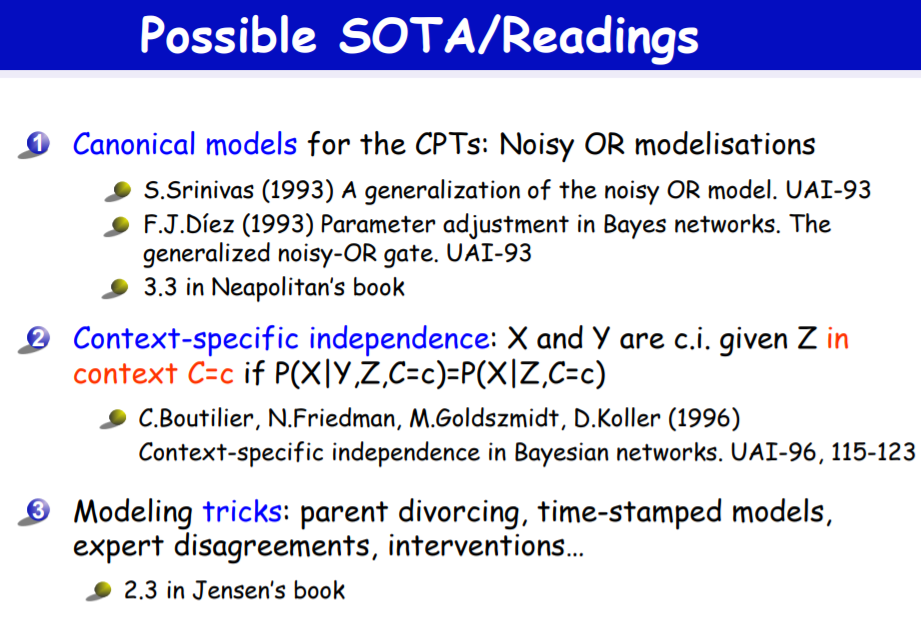 Possible SOTA/Readings
1 Canonical models for the CPTs: Noisy OR modelisations
S.Srinivas (1993) A generalization of the noisy OR model. UAI-93
F.J.Díez (1993) Parameter adjustment in Bayes networks. The
generalized noisy-OR gate. UAI-93
3.3 in Neapolitan's book
2 Context-specific independence: X and Y are c.i. given Z in
context C=c if P(X|Y,Z,C=c)=P(X|Z,C=c)
C.Boutilier, N.Friedman, M.Goldszmidt, D.Koller (1996)
Context-specific independence in Bayesian networks. UAI-96, 115-123
3 Modeling tricks: parent divorcing, time-stamped models,
expert disagreements, interventions…
2.3 in Jensen's book